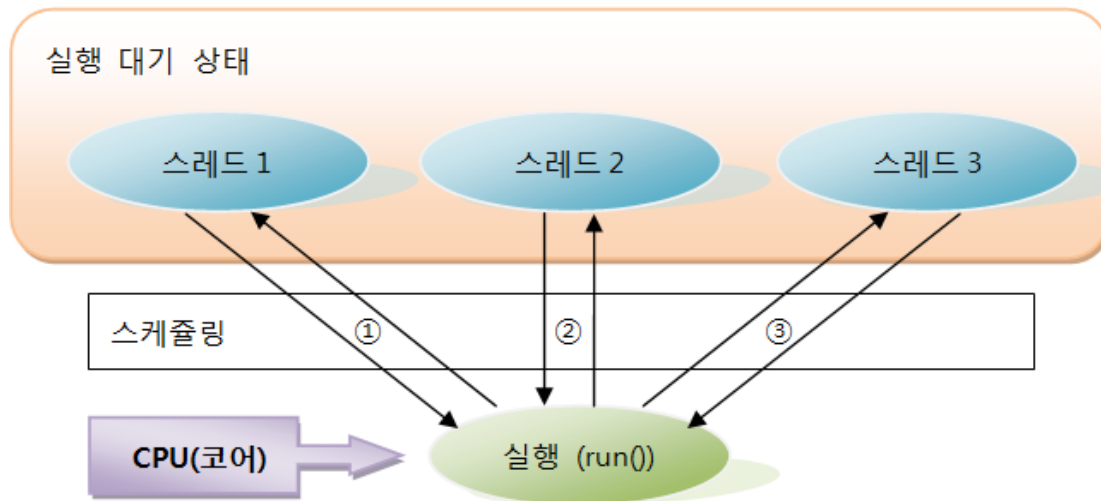 실행 대기 상태
스레드 1
스레드 2
스레드 3
스케쥴링
①
②
③
CPU(코어)
실행 (run())